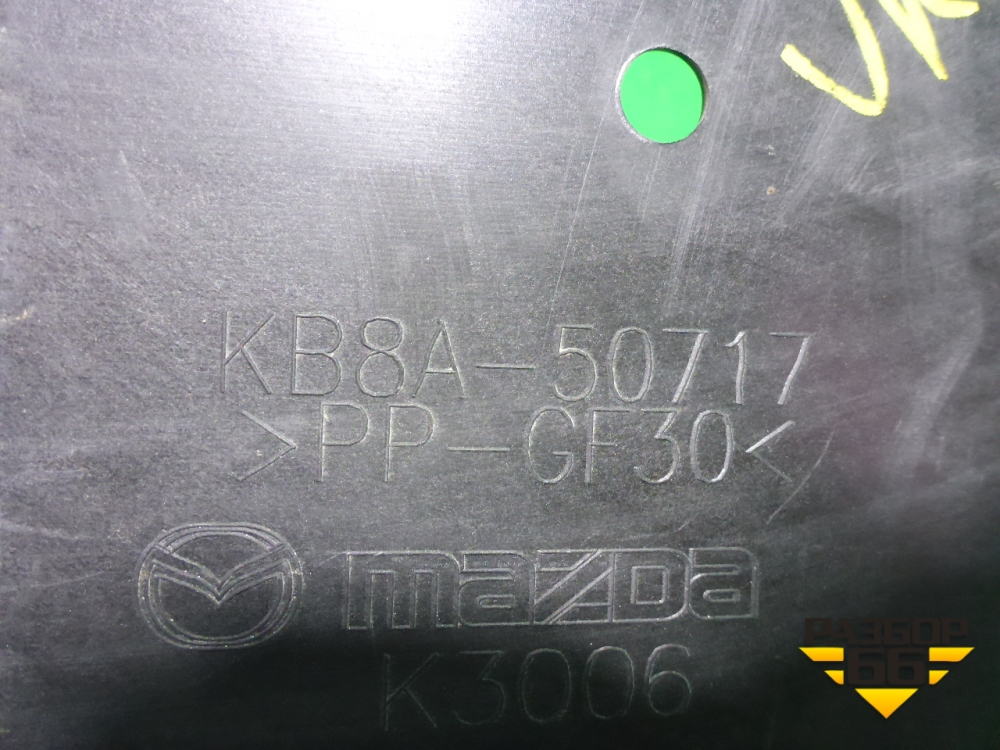 KB8A-50717
>PP-GF30<
mazda
K3006
РАЗБОР
66